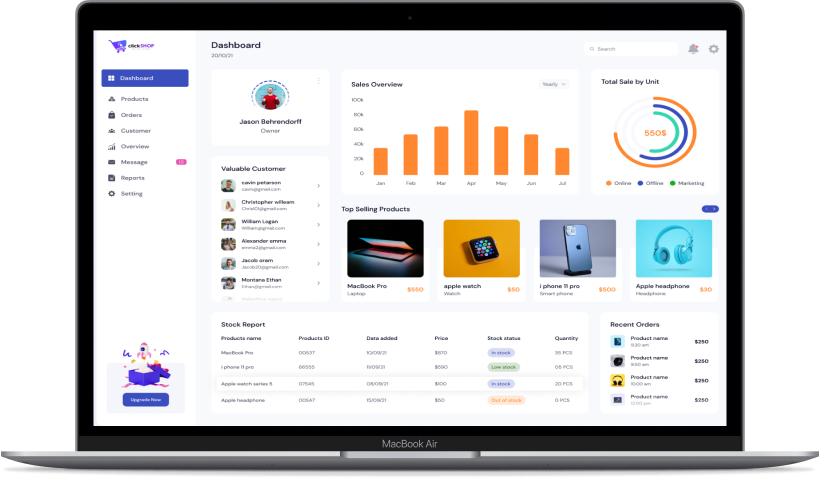 clickSHOP
Dashboard
20/10/21
Search
Dashboard
Products
Orders
Customer
Overview
Message
Reports
Setting
Upgrade Now
Jason Behrendorff
Owner
Sales Overview
Yearly
100k
80k
60k
40k
20k
0
Jan Feb Mar Apr May Jun Jul
Total Sale by Unit
550$
Online Offline Marketing
Valuable Customer
cavin petarson
cavin@gmail.com
Christopher willeam
Chris101@gmail.com
William Logan
William@gmail.com
Alexander emma
emma2@gmail.com
Jacob oram
Jacob20@gmail.com
Montana Ethan
Ethan@gmail.com
Top Selling Products
MacBook Pro
Laptop
$550
apple watch
Watch
$50
i phone 11 pro
Smart phone
$500
Apple headphone
Headphone
$30
Stock Report
Products name Products ID Data added Price Stock status Quantity
MacBook Pro 00537 10/09/21 $570 In stock 35 PCS
i phone 11 pro 66555 11/09/21 $590 Low stock 05 PCS
Apple watch series 5 07545 08/09/21 $100 In stock 20 PCS
Apple headphone 00547 15/09/21 $50 Out of stock 0 PCS
Recent Orders
Product name
9:30 am
$250
Product name
9:50 am
$250
Product name
10:00 am
$250
Product name
12:00 pm
$250
MacBook Air